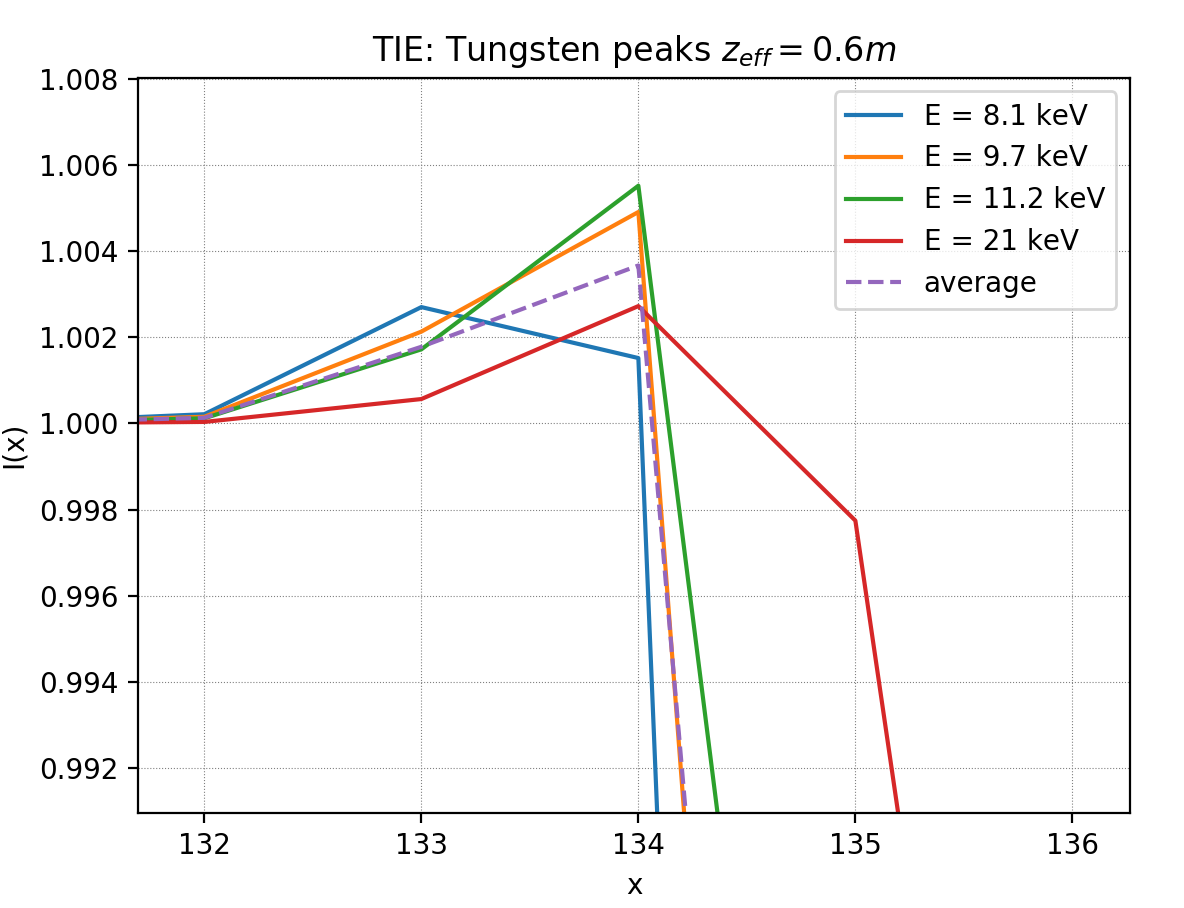 TIE: Tungsten peaks z_eff = 0.6m
1.008
1.006
1.004
1.002
1.000
0.998
0.996
0.994
0.992
I(x)
E = 8.1 keV
E = 9.7 keV
E = 11.2 keV
E = 21 keV
average
132 133 134 135 136
x